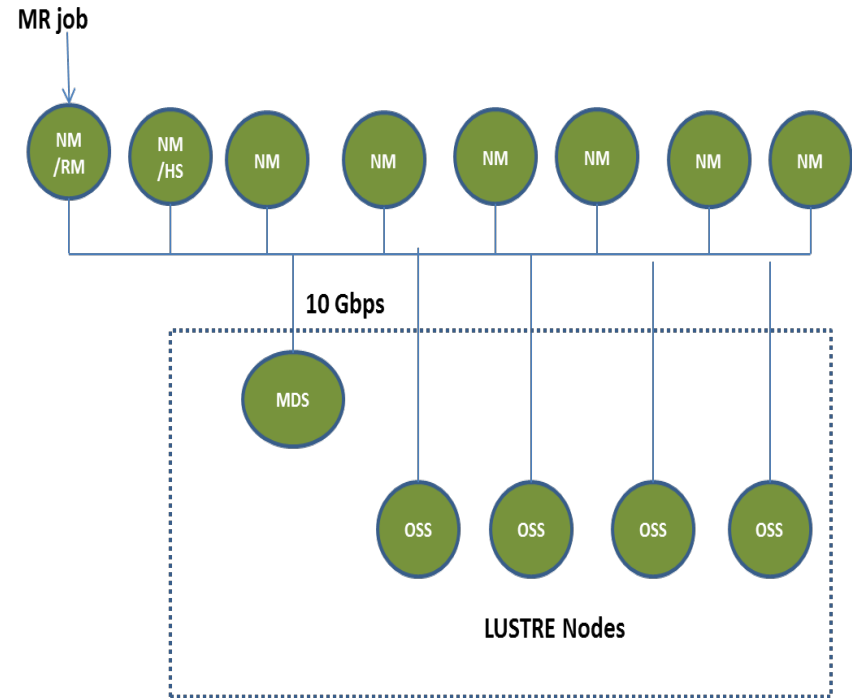 MR job
NM
/RM
NM
/HS
NM
NM
NM
NM
NM
NM
10 Gbps
MDS
OSS
OSS
OSS
OSS
LUSTRE Nodes